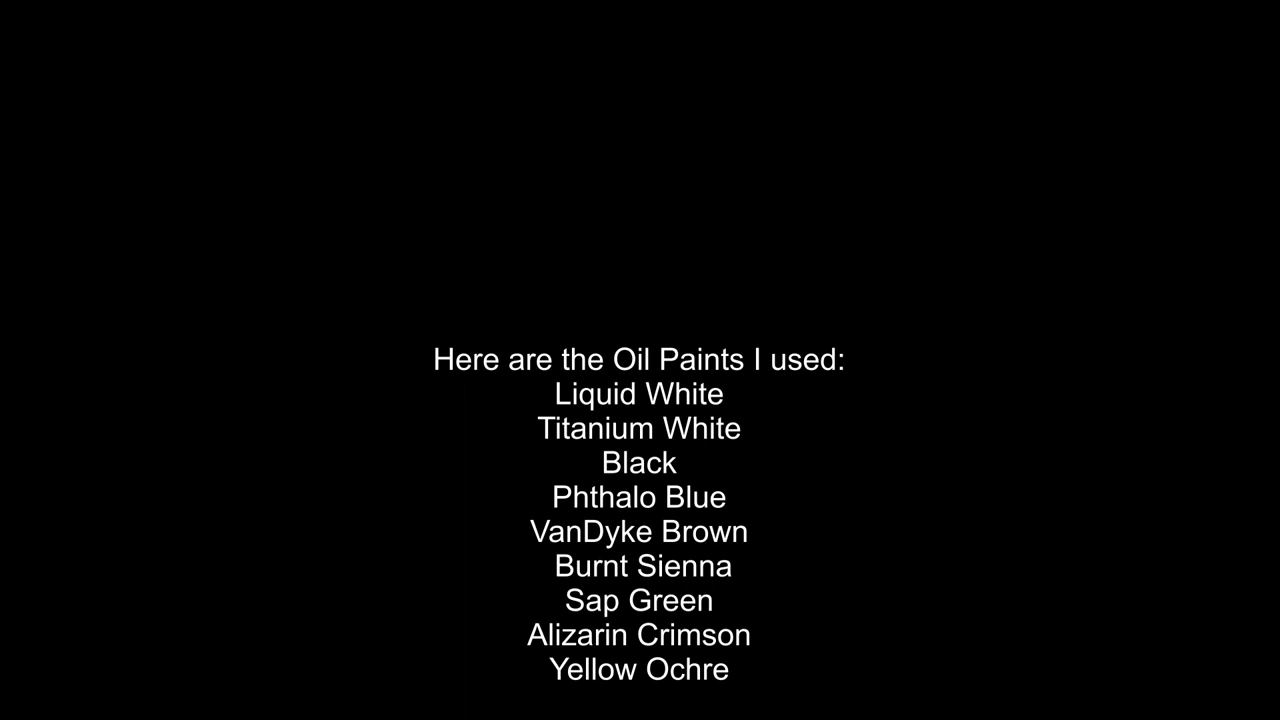 Here are the Oil Paints I used:
Liquid White
Titanium White
Black
Phthalo Blue
VanDyke Brown
Burnt Sienna
Sap Green
Alizarin Crimson
Yellow Ochre